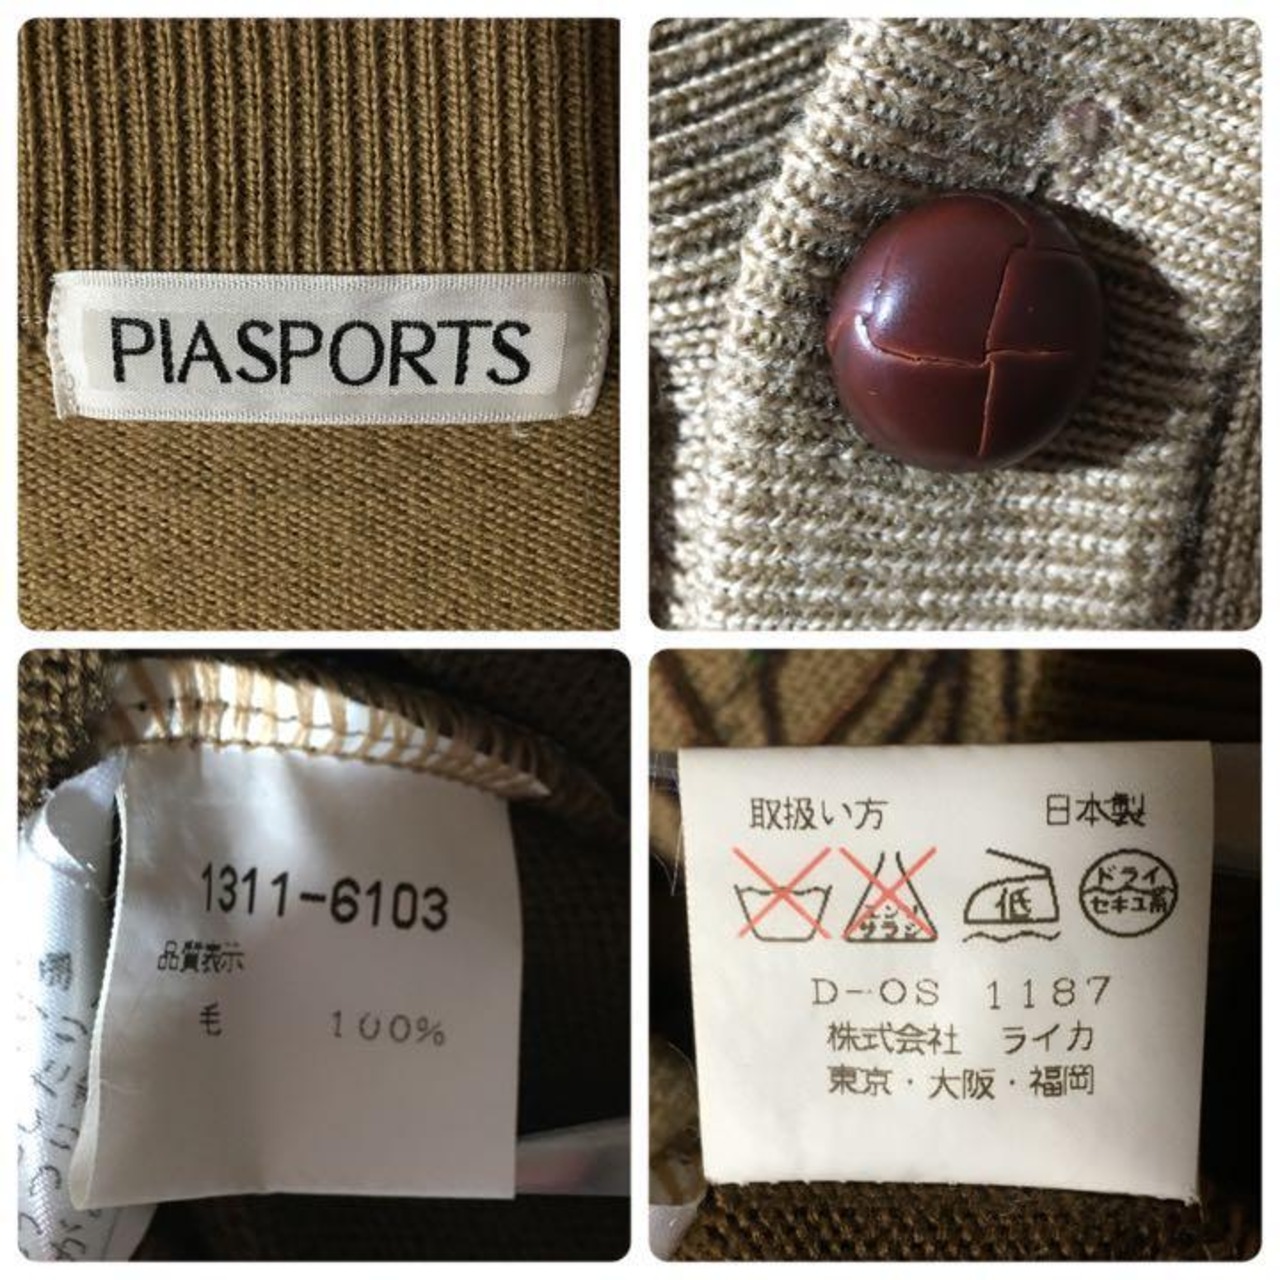 PIASPORTS
1311-6103
品質表示
毛 100%
取扱い方 日本製
エンソ
サラシ
低
ドライ
セキユ系
D-OS 1187
株式会社 ライカ
東京・大阪・福岡